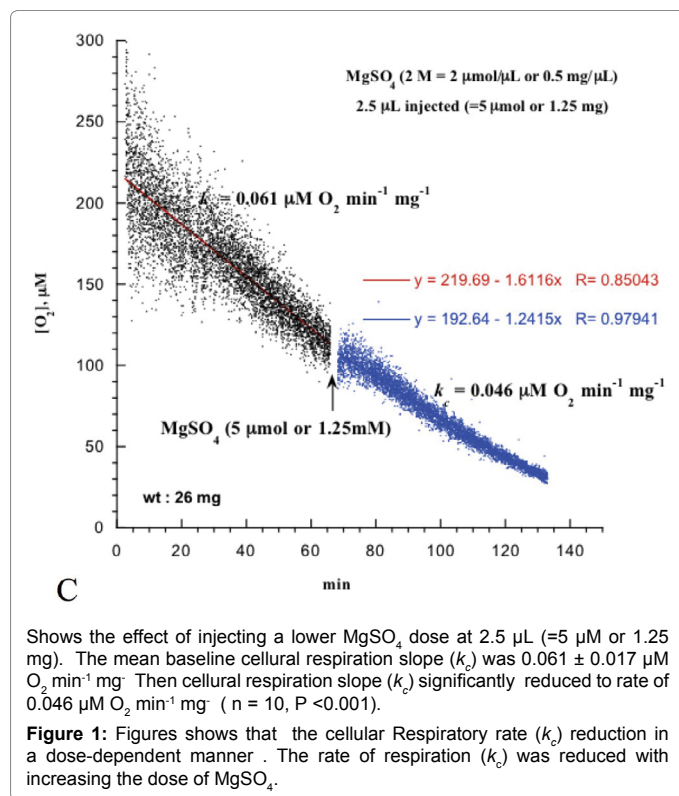 300
MgSO4 (2 M = 2 μmol/μL or 0.5 mg/μL)
2.5 μL injected (=5 μmol or 1.25 mg)
250
200
k = 0.061 μM O2 min-1 mg-1
[O2], μM
150
y = 219.69 - 1.6116x R= 0.85043
y = 192.64 - 1.2415x R= 0.97941
100
kc = 0.046 μM O2 min-1 mg-1
MgSO4 (5 μmol or 1.25mM)
50
wt : 26 mg
0
0 20 40 60 80 100 120 140
min
C
Shows the effect of injecting a lower MgSO4 dose at 2.5 μL (=5 μM or 1.25
mg). The mean baseline cellural respiration slope (kc) was 0.061 ± 0.017 μM
O2 min-1 mg- Then cellural respiration slope (kc) significantly reduced to rate of
0.046 μM O2 min-1 mg- ( n = 10, P <0.001).
Figure 1: Figures shows that the cellular Respiratory rate (kc) reduction in
a dose-dependent manner . The rate of respiration (kc) was reduced with
increasing the dose of MgSO4.